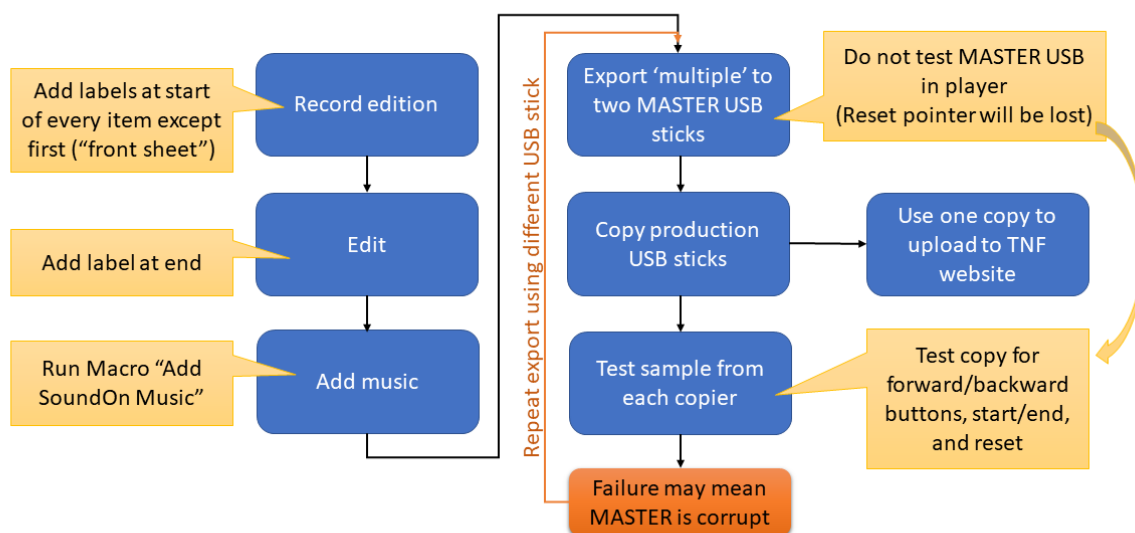 Add labels at start
of every item except
first (“front sheet”)
Record edition
Add label at end
Edit
Run Macro “Add
SoundOn Music”
Add music
Repeat export using different USB stick
Export ‘multiple’ to
two MASTER USB
sticks
Do not test MASTER USB
in player
(Reset pointer will be lost)
Copy production
USB sticks
Use one copy to
upload to TNF
website
Test sample from
each copier
Test copy for
forward/backward
buttons, start/end,
and reset
Failure may mean
MASTER is corrupt